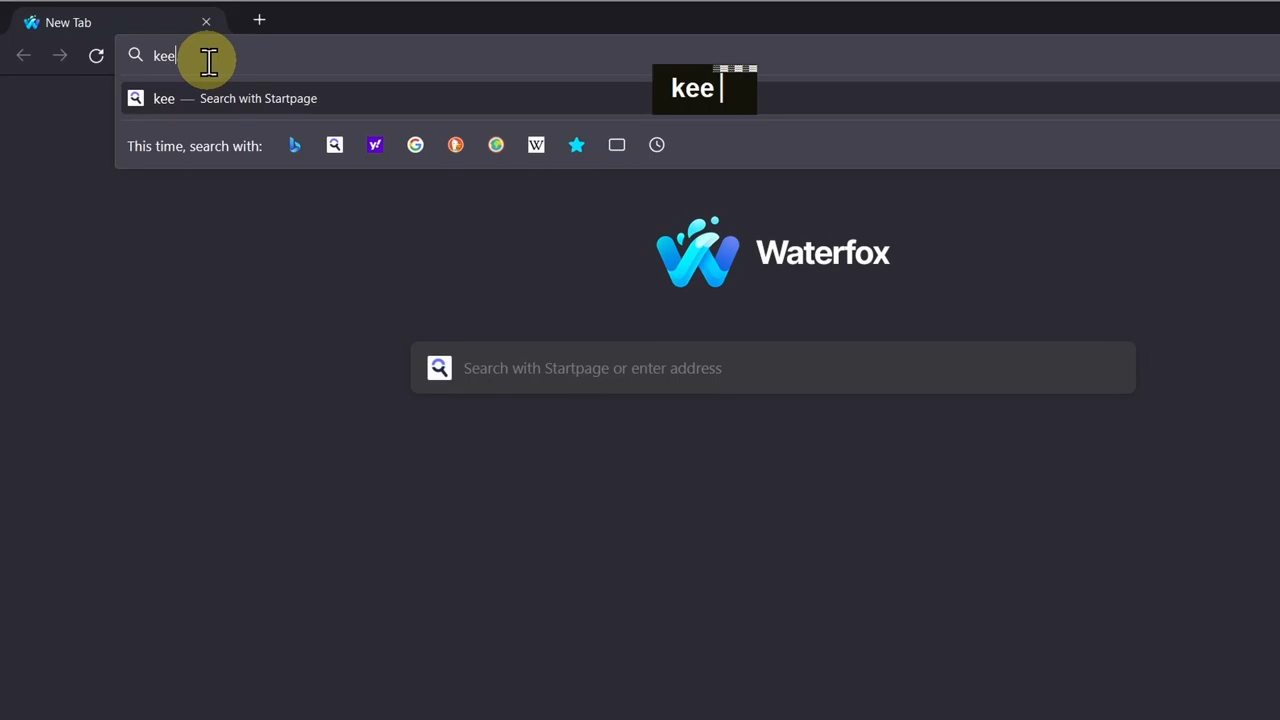 New Tab
kee
kee
kee — Search with Startpage
This time, search with:
Waterfox
Search with Startpage or enter address